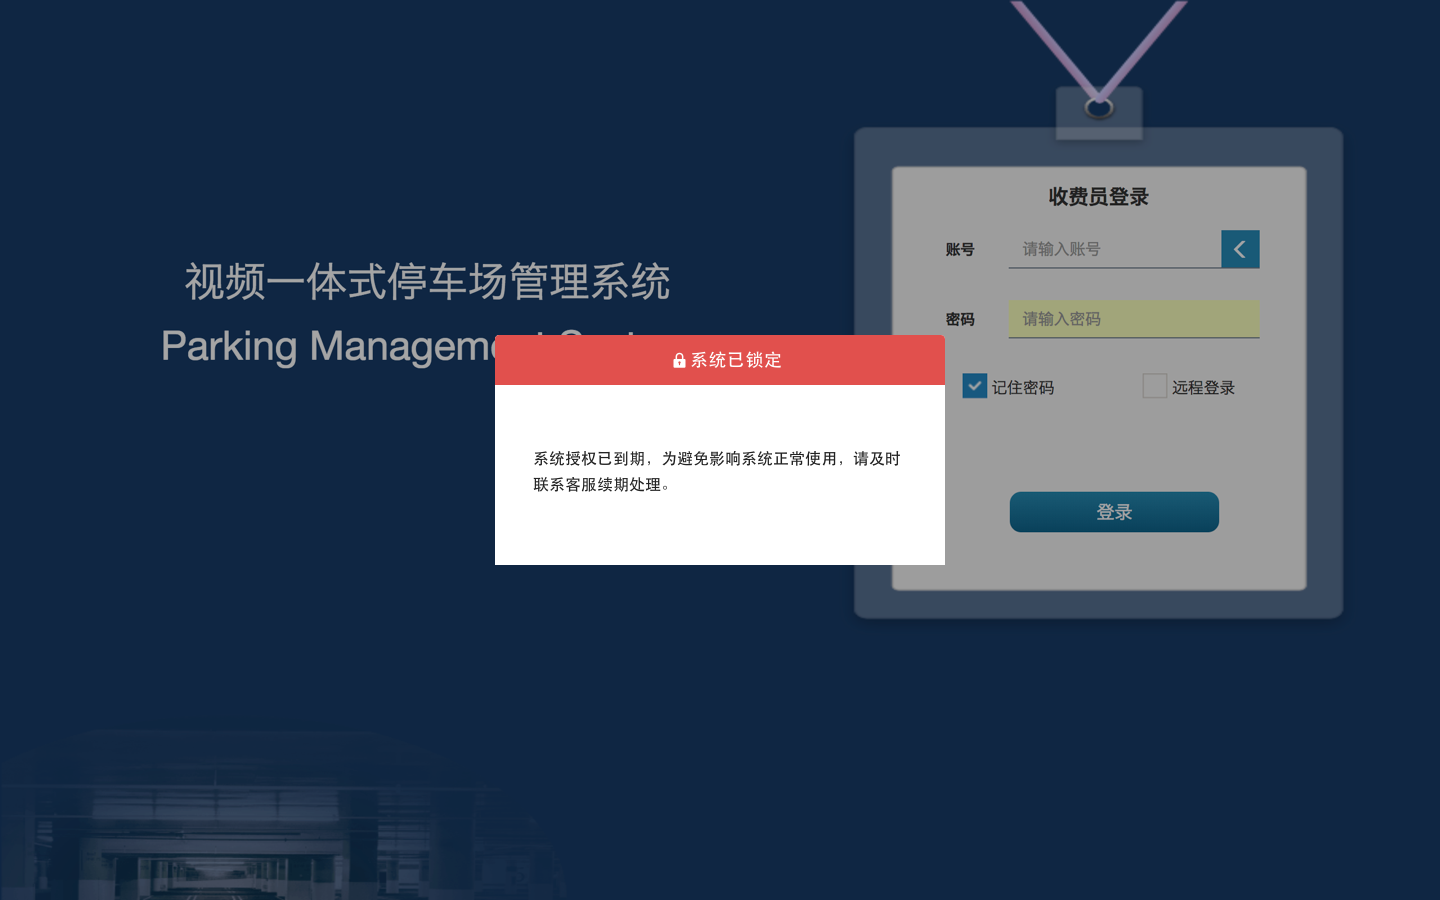 视频一体式停车场管理系统
Parking Managem
收费员登录
账号 请输入账号
密码 请输入密码
记住密码 远程登录
登录
系统已锁定
系统授权已到期，为避免影响系统正常使用，请及时
联系客服续期处理。